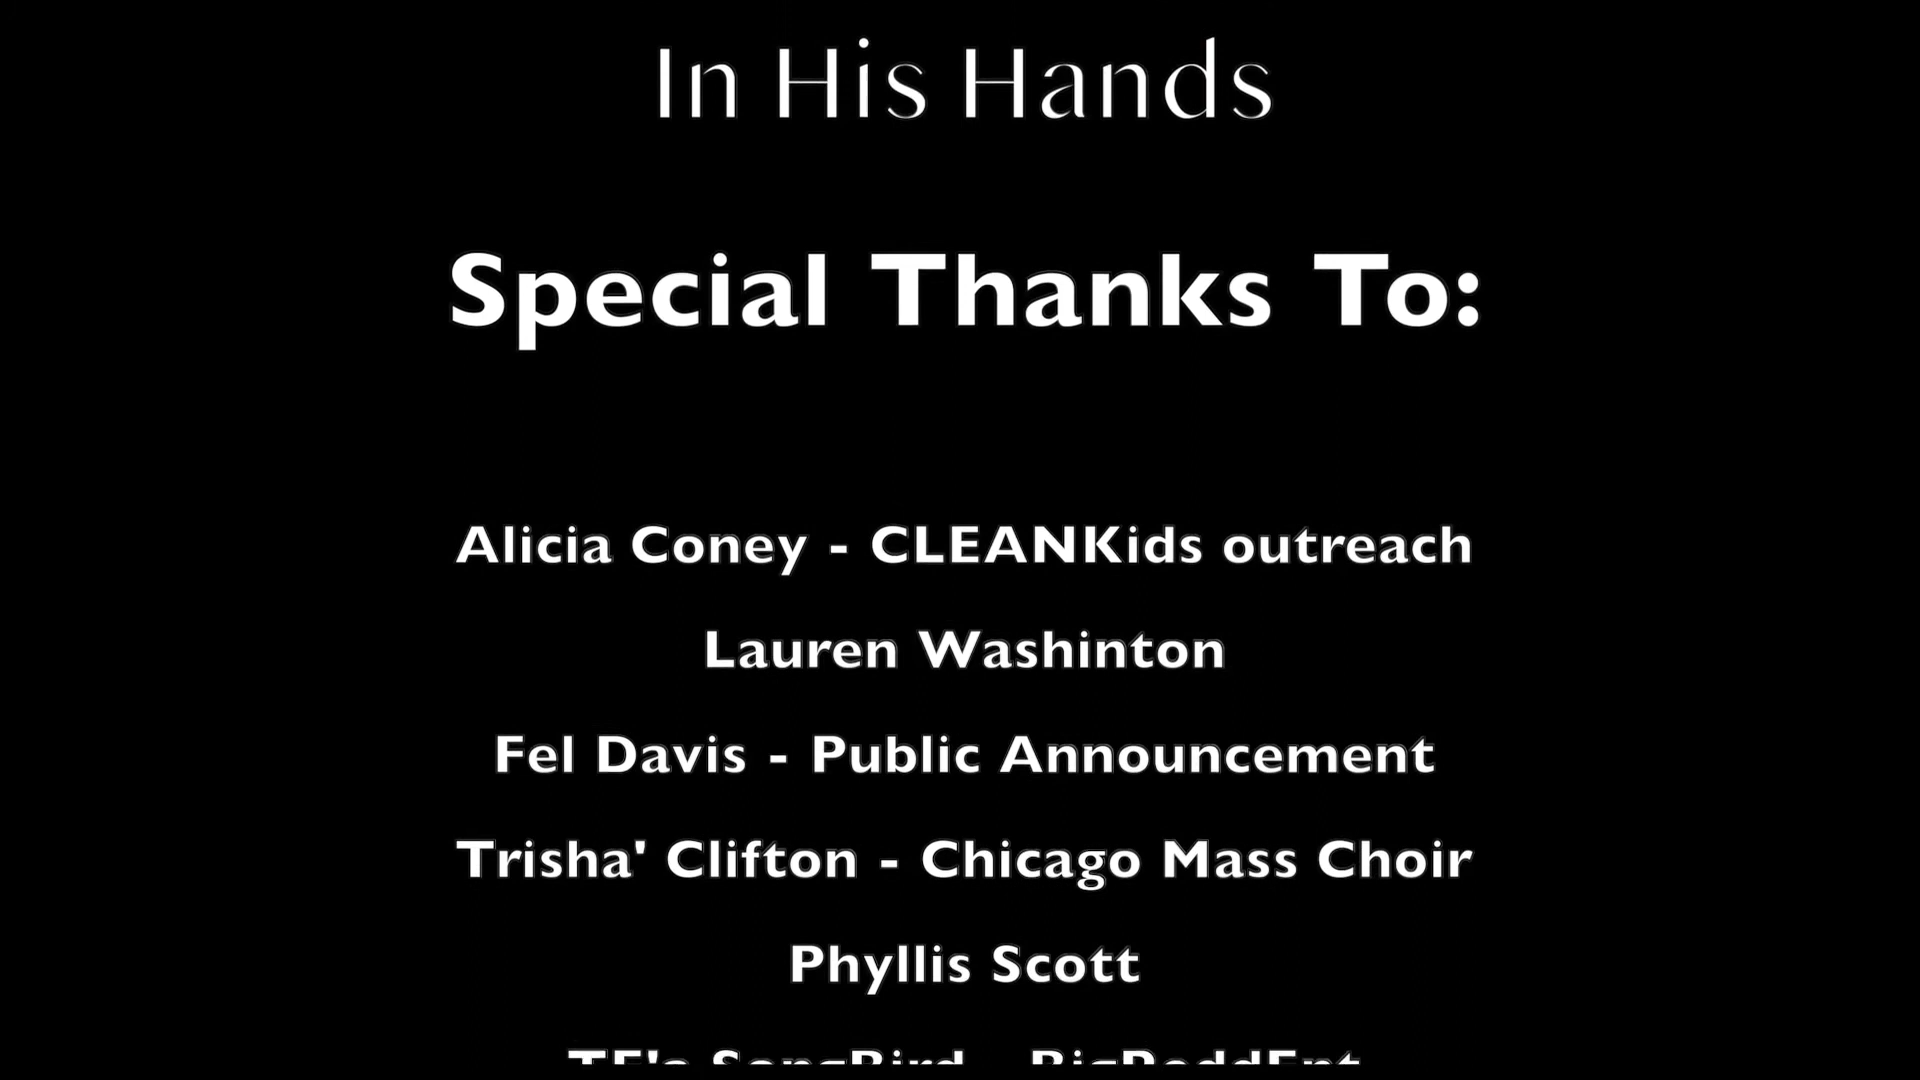 In His Hands
Special Thanks To:
Alicia Coney - CLEANKids outreach
Lauren Washinton
Fel Davis - Public Announcement
Trisha' Clifton - Chicago Mass Choir
Phyllis Scott